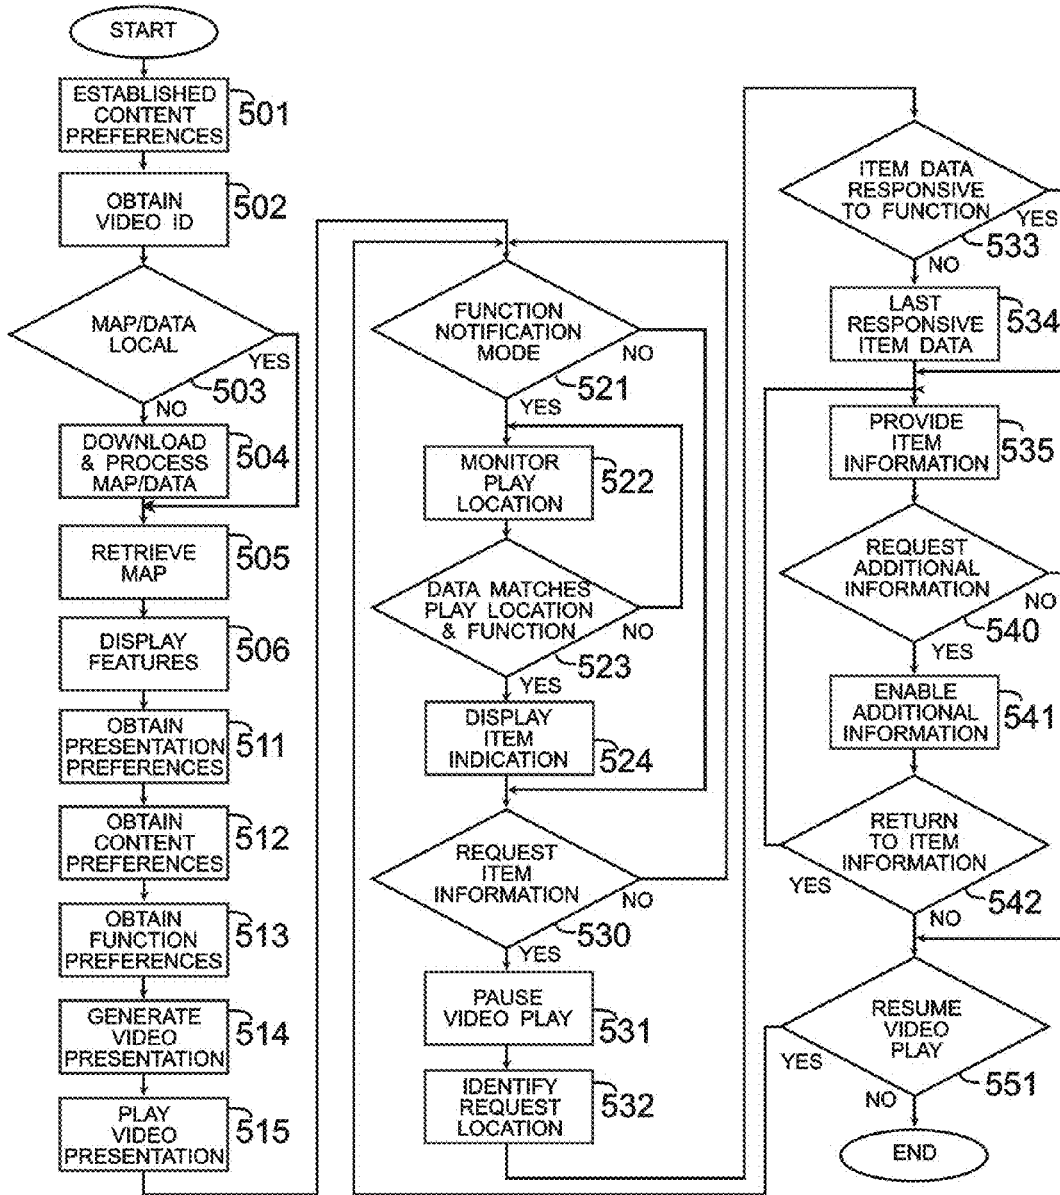 START
ESTABLISHED
CONTENT
PREFERENCES
501
OBTAIN
VIDEO ID
502
MAP/DATA
LOCAL
YES
503
NO
DOWNLOAD
& PROCESS
MAP/DATA
504
RETRIEVE
MAP
505
DISPLAY
FEATURES
506
OBTAIN
PRESENTATION
PREFERENCES
511
OBTAIN
CONTENT
PREFERENCES
512
OBTAIN
FUNCTION
PREFERENCES
513
GENERATE
VIDEO
PRESENTATION
514
PLAY
VIDEO
PRESENTATION
515
FUNCTION
NOTIFICATION
MODE
NO
521
YES
MONITOR
PLAY
LOCATION
522
DATA MATCHES
PLAY LOCATION
& FUNCTION
NO
523
YES
DISPLAY
ITEM
INDICATION
524
REQUEST
ITEM
INFORMATION
NO
530
YES
PAUSE
VIDEO PLAY
531
IDENTIFY
REQUEST
LOCATION
532
ITEM DATA
RESPONSIVE
TO FUNCTION
YES
533
NO
LAST
RESPONSIVE
ITEM DATA
534
PROVIDE
ITEM
INFORMATION
535
REQUEST
ADDITIONAL
INFORMATION
NO
540
YES
ENABLE
ADDITIONAL
INFORMATION
541
RETURN
TO ITEM
INFORMATION
YES
542
NO
RESUME
VIDEO
PLAY
YES
551
NO
END